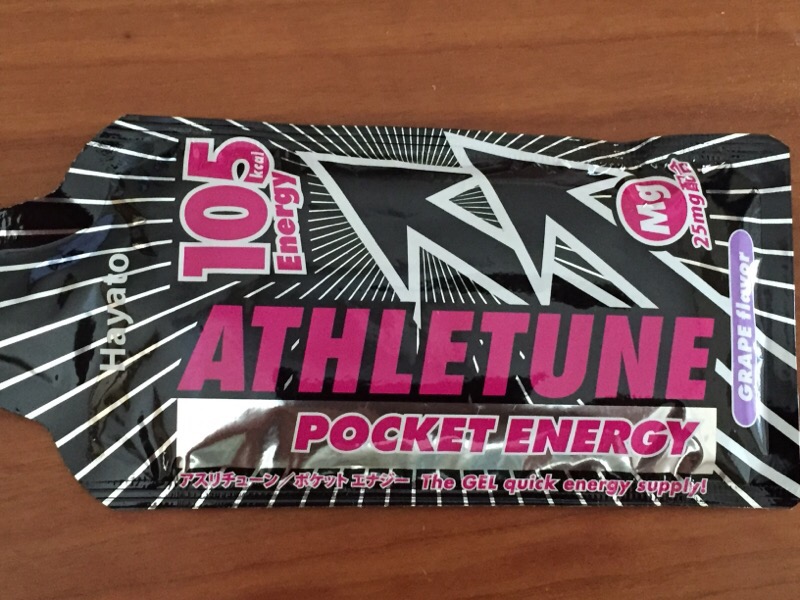 105
kcal
Energy
Mg
25mg配合
GRAPE flavor
Hayato
ATHLETUNE
POCKET ENERGY
アスリチューン/ポケットエナジー The GEL quick energy supply!